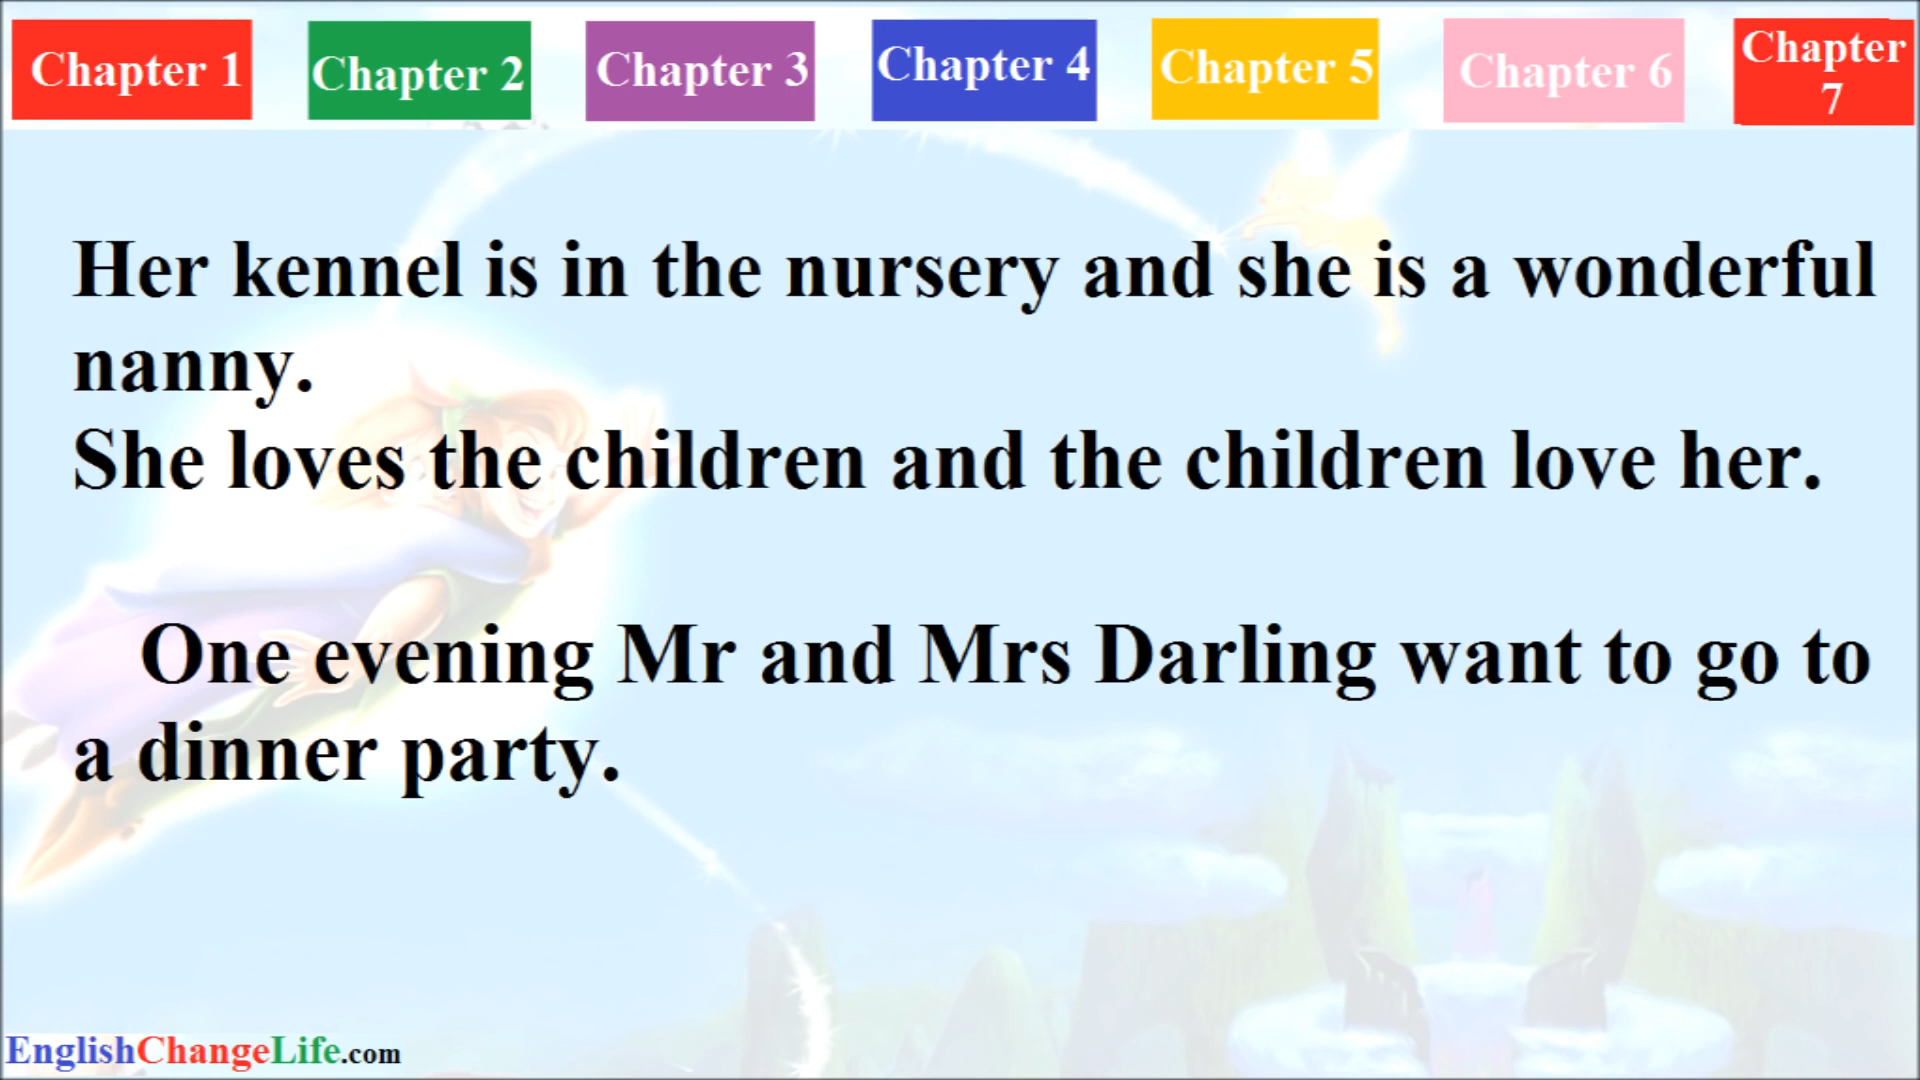 Chapter 1
Chapter 2
Chapter 3
Chapter 4
Chapter 5
Chapter 6
Chapter
7
Her kennel is in the nursery and she is a wonderful
nanny.
She loves the children and the children love her.
One evening Mr and Mrs Darling want to go to
a dinner party.
EnglishChangeLife.com